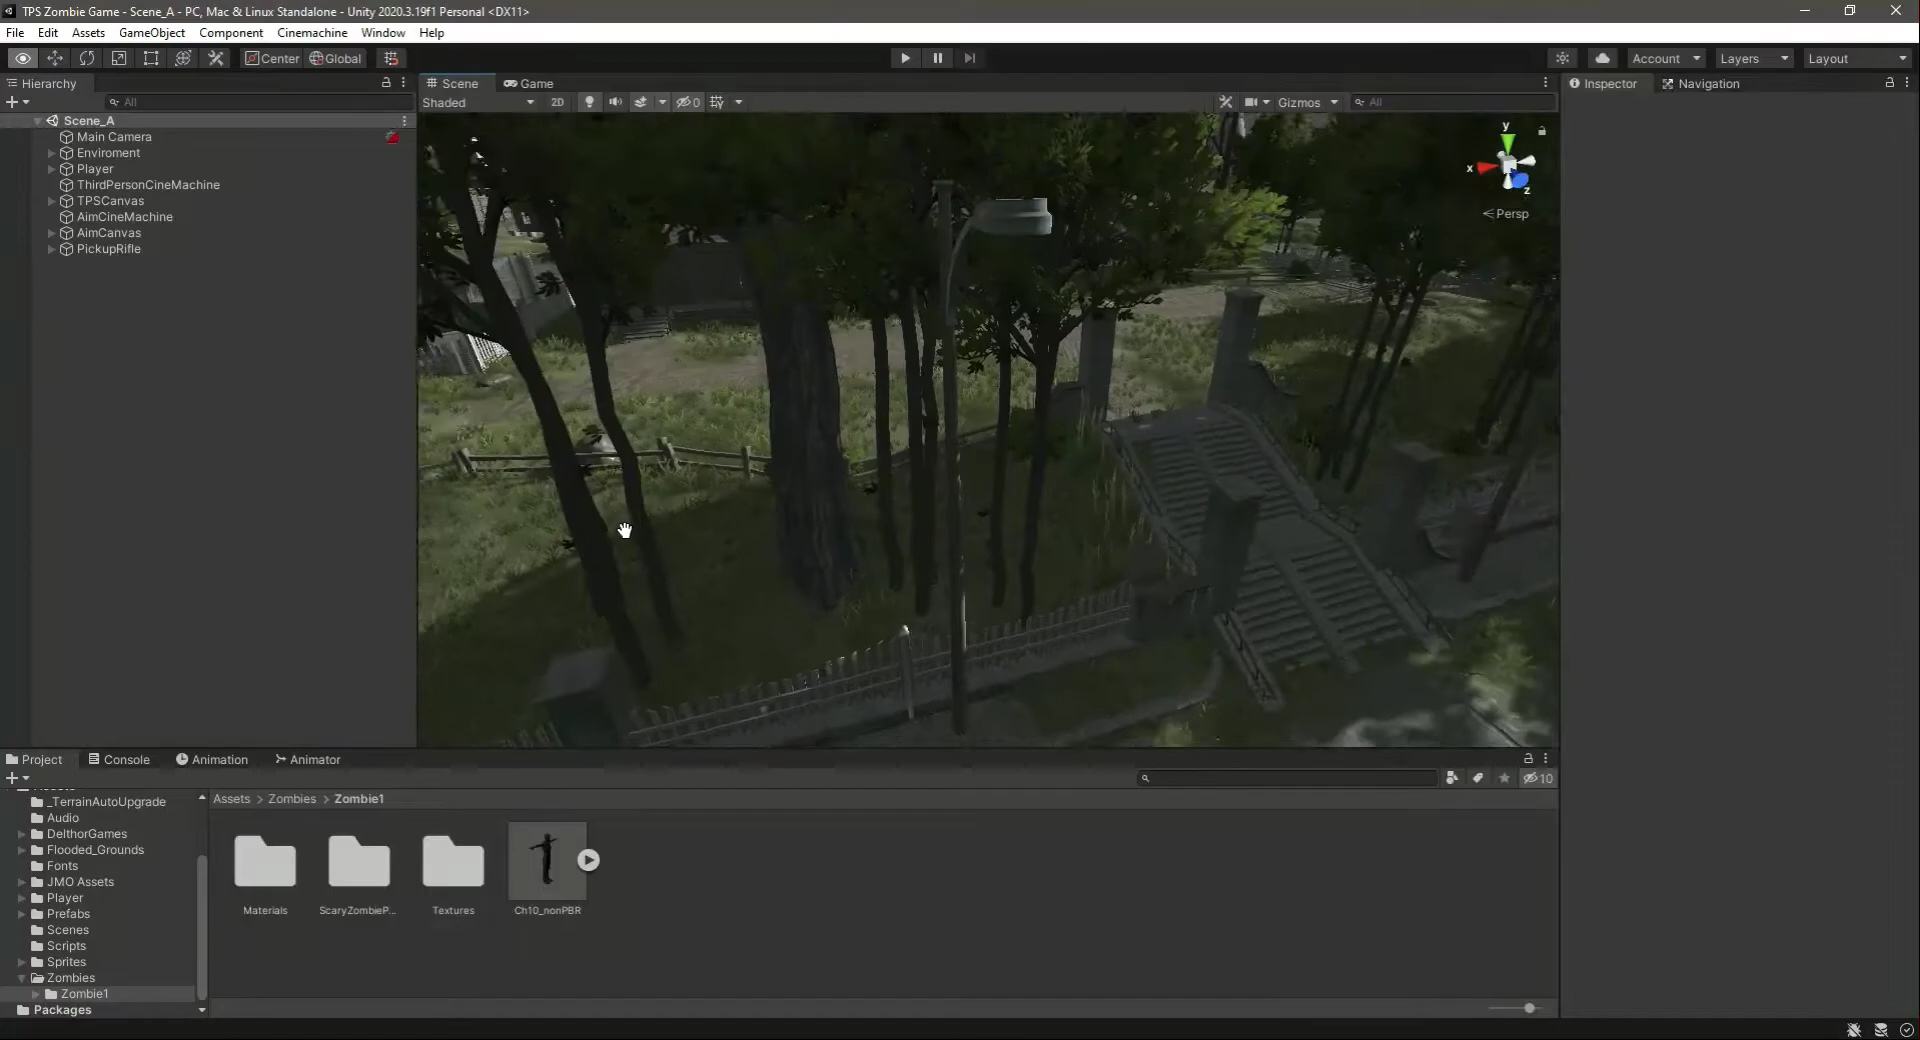 TPS Zombie Game - Scene_A - PC, Mac & Linux Standalone - Unity 2020.3.19f1 Personal <DX11>
File Edit Assets GameObject Component Cinemachine Window Help
Center Global Account Layers Layout
Hierarchy
Scene Game
Inspector Navigation
All
Shaded 2D 0 Gizmos All
Scene_A
Main Camera
Enviroment
Player
ThirdPersonCineMachine
TPSCanvas
AimCineMachine
AimCanvas
PickupRifle
y
x
z
Persp
Project Console Animation Animator
10
Assets > Zombies > Zombie1
_TerrainAutoUpgrade
Audio
DelthorGames
Flooded_Grounds
Fonts
JMO Assets
Player
Prefabs
Scenes
Scripts
Sprites
Zombies
Zombie1
Packages
Materials ScaryZombieP... Textures Ch10_nonPBR